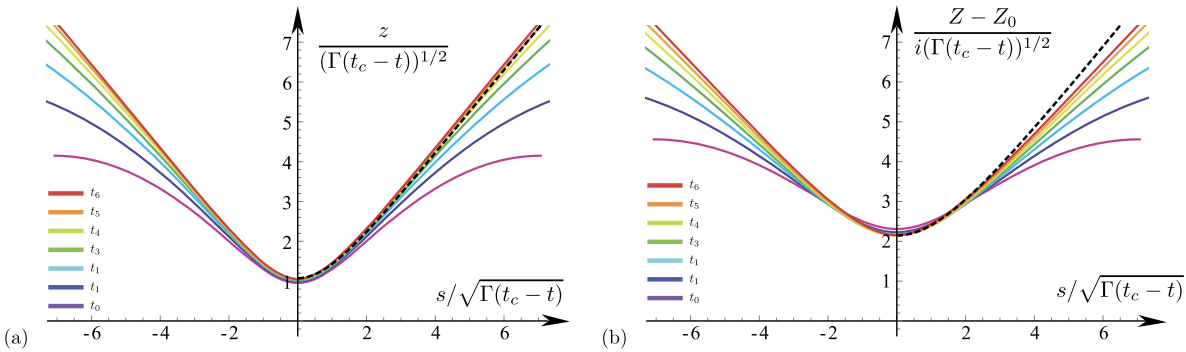 7
6
5
4
3
2
1
z
(Γ(t_c − t))^{1/2}
t_6
t_5
t_4
t_3
t_1
t_1
t_0
s/√Γ(t_c − t)
(a)
-6 -4 -2 0 2 4 6
7
6
5
4
3
2
1
Z − Z_0
i(Γ(t_c − t))^{1/2}
t_6
t_5
t_4
t_3
t_1
t_1
t_0
s/√Γ(t_c − t)
(b)
-6 -4 -2 0 2 4 6